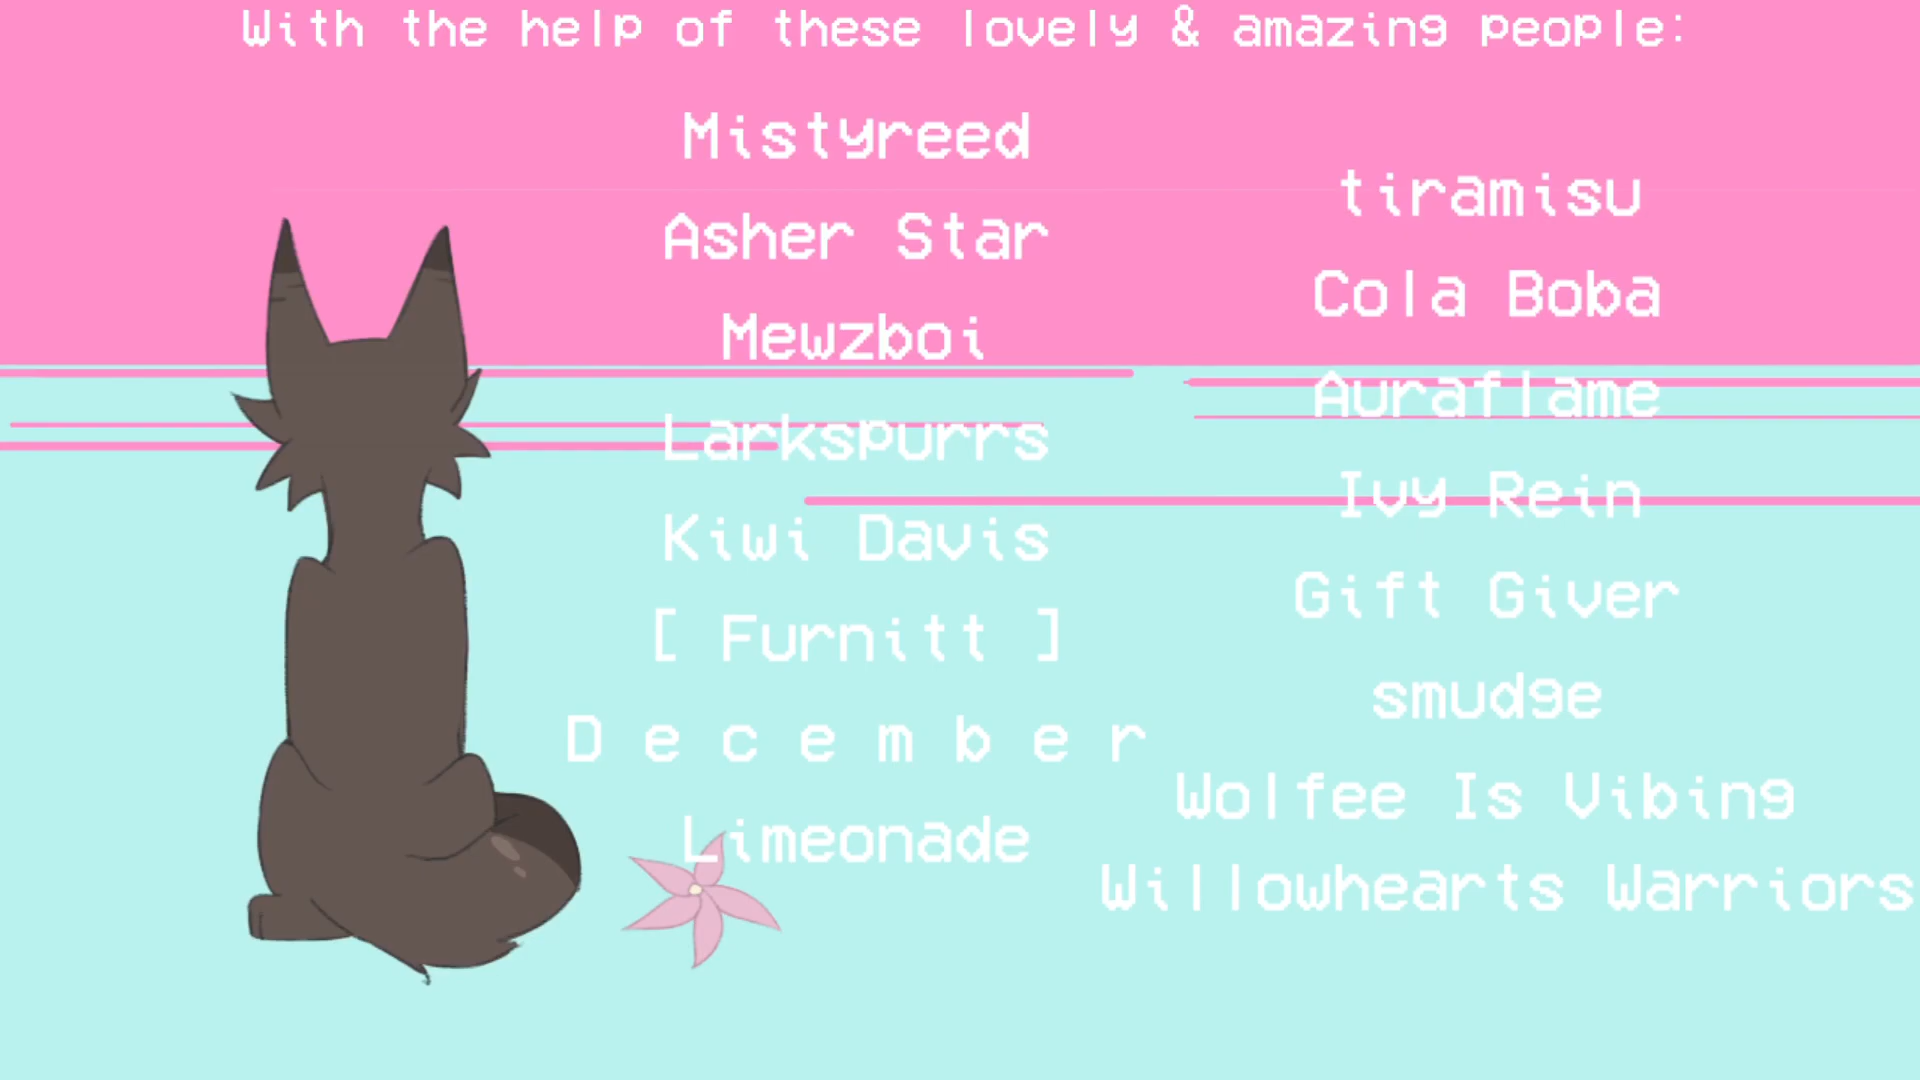 With the help of these lovely & amazing people:
Mistyreed
Asher Star
Mewzboi
Larkspurrs
Kiwi Davis
[ Furnitt ]
D e c e m b e r
Limeonade
tiramisu
Cola Boba
Auraflame
Ivy Rein
Gift Giver
smudge
Wolfee Is Vibing
Willowhearts Warriors